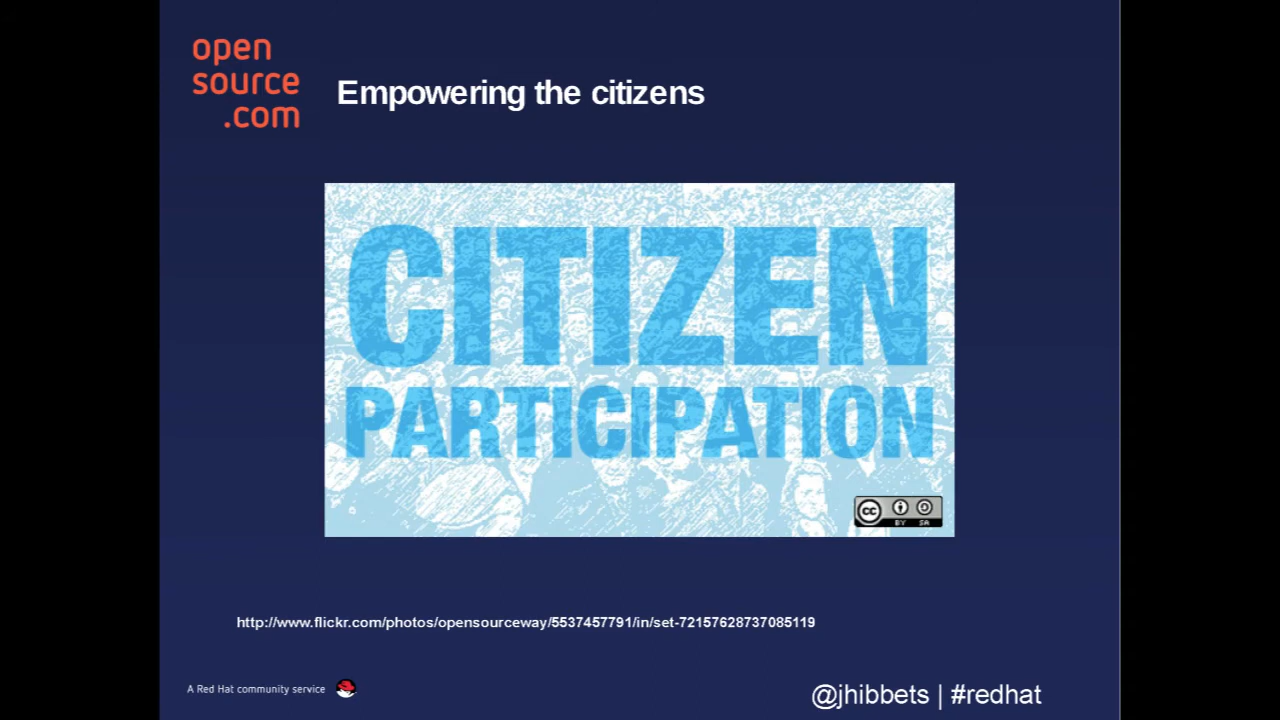 open
source
.com
Empowering the citizens
CITIZEN
PARTICIPATION
cc
BY SA
http://www.flickr.com/photos/opensourceway/5537457791/in/set-72157628737085119
A Red Hat community service
@jhibbets | #redhat